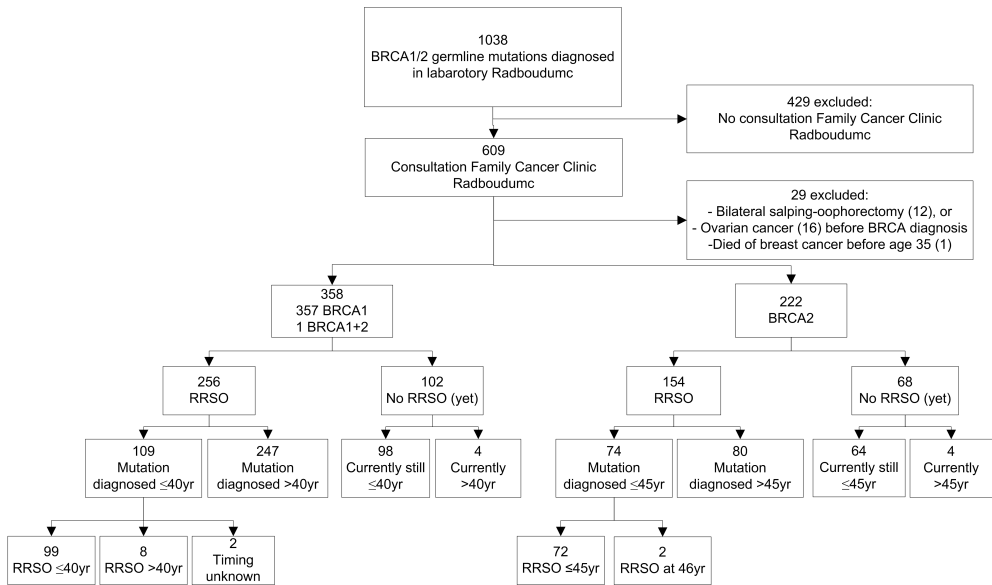 1038
BRCA1/2 germline mutations diagnosed
in labarotory Radboudumc
429 excluded:
No consultation Family Cancer Clinic
Radboudumc
609
Consultation Family Cancer Clinic
Radboudumc
29 excluded:
- Bilateral salping-oophorectomy (12), or
- Ovarian cancer (16) before BRCA diagnosis
-Died of breast cancer before age 35 (1)
358
357 BRCA1
1 BRCA1+2
222
BRCA2
256
RRSO
102
No RRSO (yet)
154
RRSO
68
No RRSO (yet)
109
Mutation
diagnosed ≤40yr
247
Mutation
diagnosed >40yr
98
Currently still
≤40yr
4
Currently
>40yr
74
Mutation
diagnosed ≤45yr
80
Mutation
diagnosed >45yr
64
Currently still
≤45yr
4
Currently
>45yr
99
RRSO ≤40yr
8
RRSO >40yr
2
Timing
unknown
72
RRSO ≤45yr
2
RRSO at 46yr